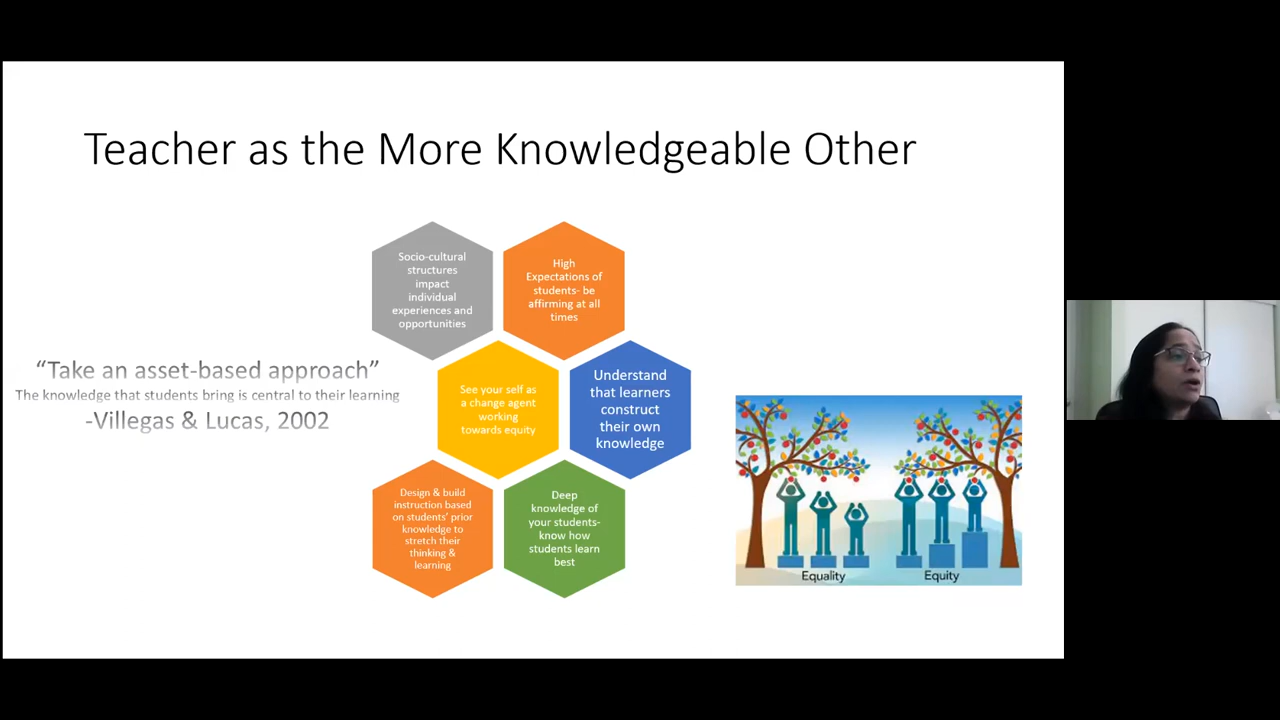 Teacher as the More Knowledgeable Other
Socio-cultural
structures
impact
individual
experiences and
opportunities
High
Expectations of
students- be
affirming at all
times
"Take an asset-based approach"
The knowledge that students bring is central to their learning
-Villegas & Lucas, 2002
See your self as
a change agent
working
towards equity
Understand
that learners
construct
their own
knowledge
Design & build
instruction based
on students' prior
knowledge to
stretch their
thinking &
learning
Deep
knowledge of
your students-
know how
students learn
best
Equality
Equity